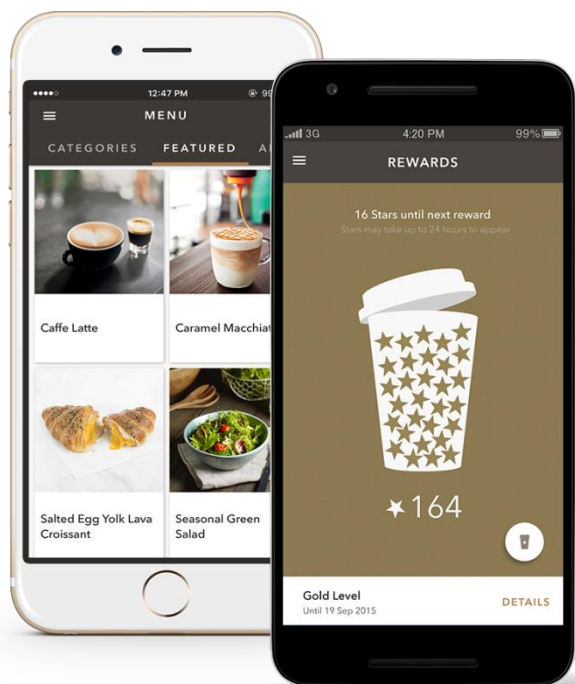 12:47 PM
MENU
CATEGORIES FEATURED
Caffe Latte
Caramel
Salted Egg Yolk Lava
Croissant
Seasonal Green
Salad
3G 4:20 PM 99%
REWARDS
16 Stars until next reward
Stars may take up to 24 hours to appear
164
Gold Level
Until 19 Sep 2015
DETAILS